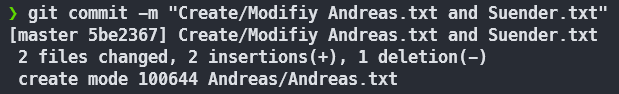 ❯ git commit -m "Create/Modifiy Andreas.txt and Suender.txt"
[master 5be2367] Create/Modifiy Andreas.txt and Suender.txt
 2 files changed, 2 insertions(+), 1 deletion(-)
 create mode 100644 Andreas/Andreas.txt